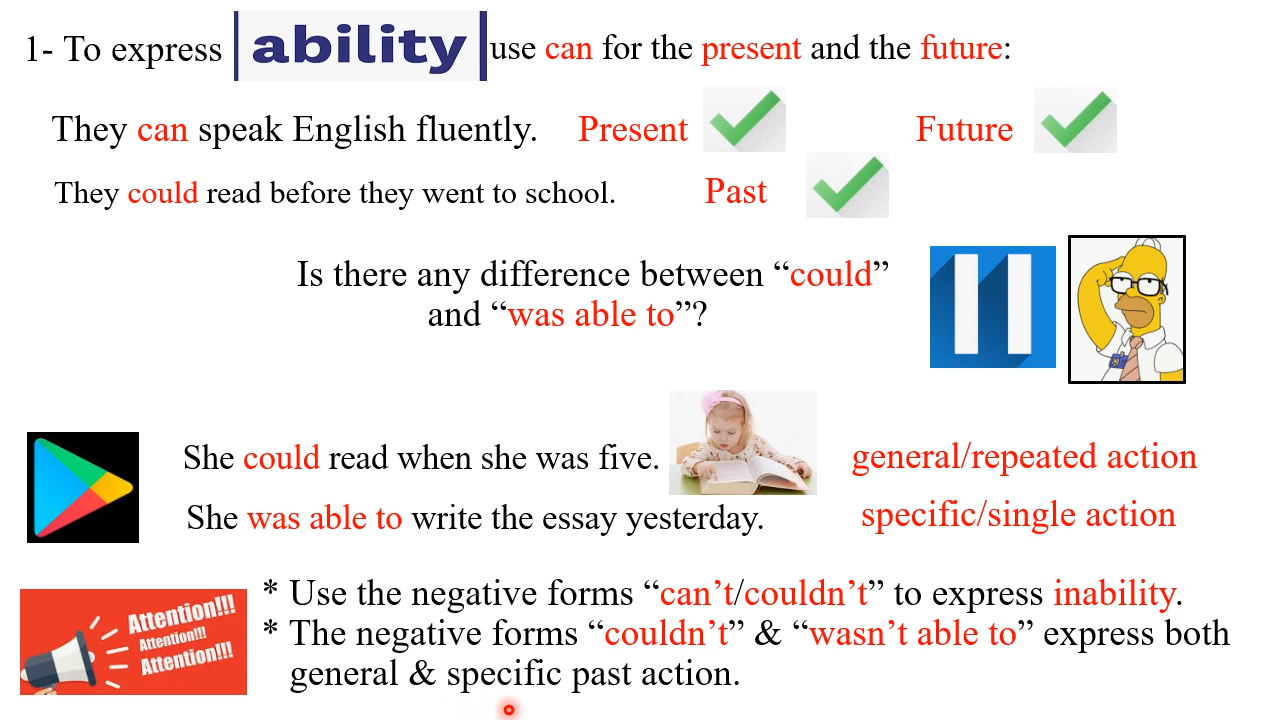 1- To express ability use can for the present and the future:
They can speak English fluently. Present Future
They could read before they went to school. Past
Is there any difference between “could”
and “was able to”?
She could read when she was five. general/repeated action
She was able to write the essay yesterday. specific/single action
Attention!!!
Attention!!!
Attention!!!
* Use the negative forms “can’t/couldn’t” to express inability.
* The negative forms “couldn’t” & “wasn’t able to” express both
general & specific past action.